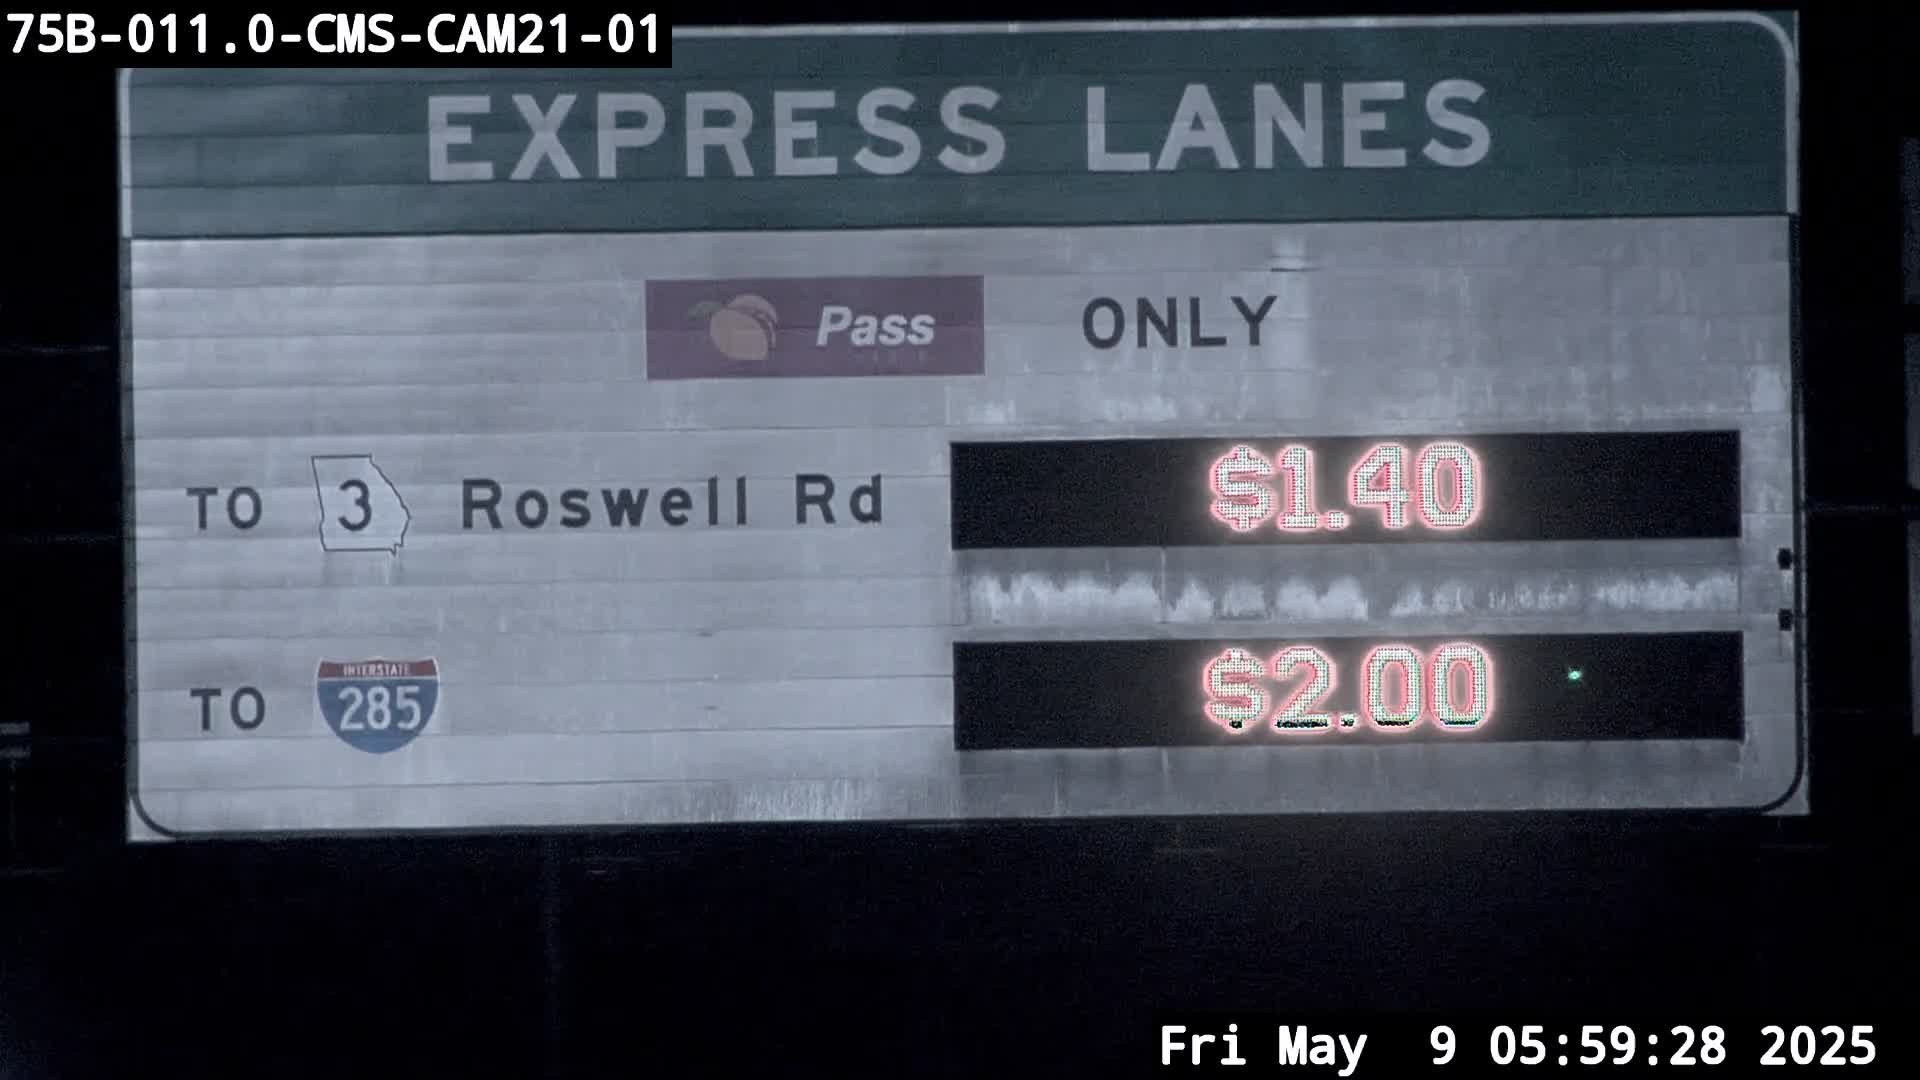 75B-011.0-CMS-CAM21-01
EXPRESS LANES
Pass ONLY
TO 3 Roswell Rd $1.40
INTERSTATE
TO 285 $2.00
Fri May 9 05:59:28 2025